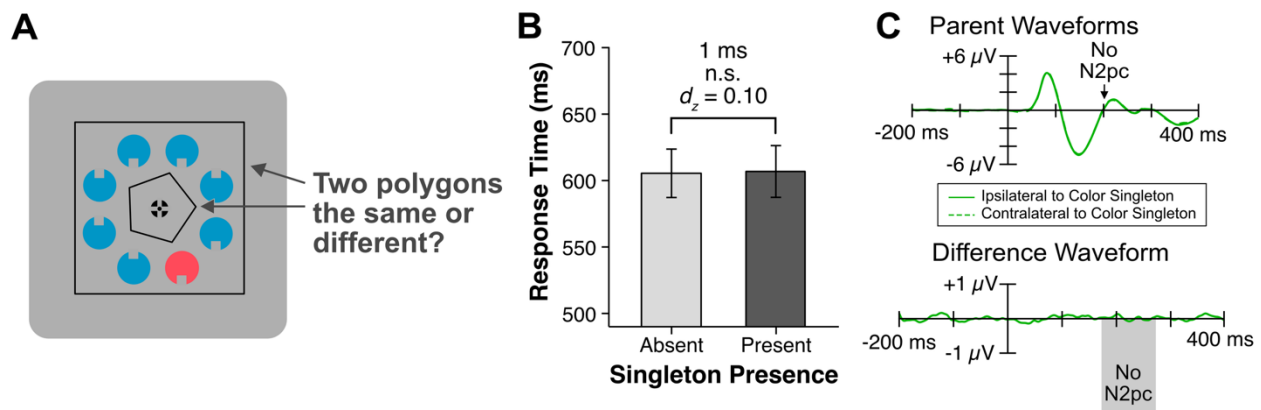 A
Two polygons
the same or
different?
B
Response Time (ms)
700
650
600
550
500
1 ms
n.s.
dz = 0.10
Absent
Present
Singleton Presence
C
Parent Waveforms
+6 µV
No
N2pc
-200 ms
400 ms
-6 µV
Ipsilateral to Color Singleton
Contralateral to Color Singleton
Difference Waveform
+1 µV
-200 ms
400 ms
-1 µV
No
N2pc